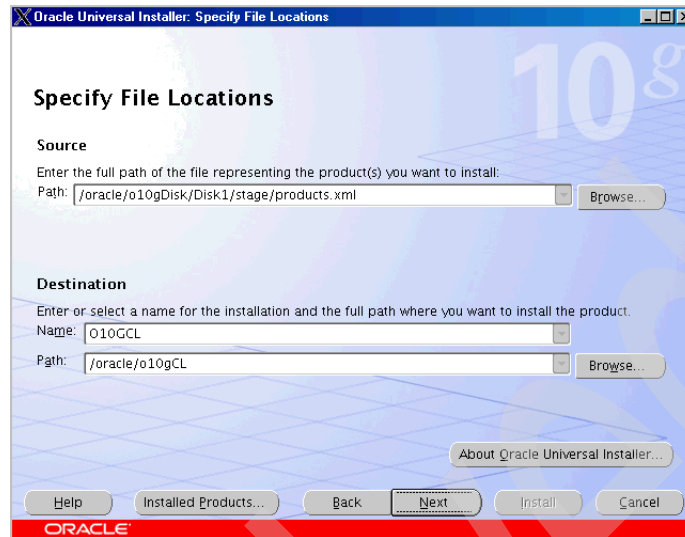 Oracle Universal Installer: Specify File Locations
10g
Specify File Locations
Source
Enter the full path of the file representing the product(s) you want to install:
Path: /oracle/o10gDisk/Disk1/stage/products.xml Browse...
Destination
Enter or select a name for the installation and the full path where you want to install the product.
Name: O10GCL
Path: /oracle/o10gCL Browse...
About Oracle Universal Installer...
Help Installed Products... Back Next Install Cancel
ORACLE